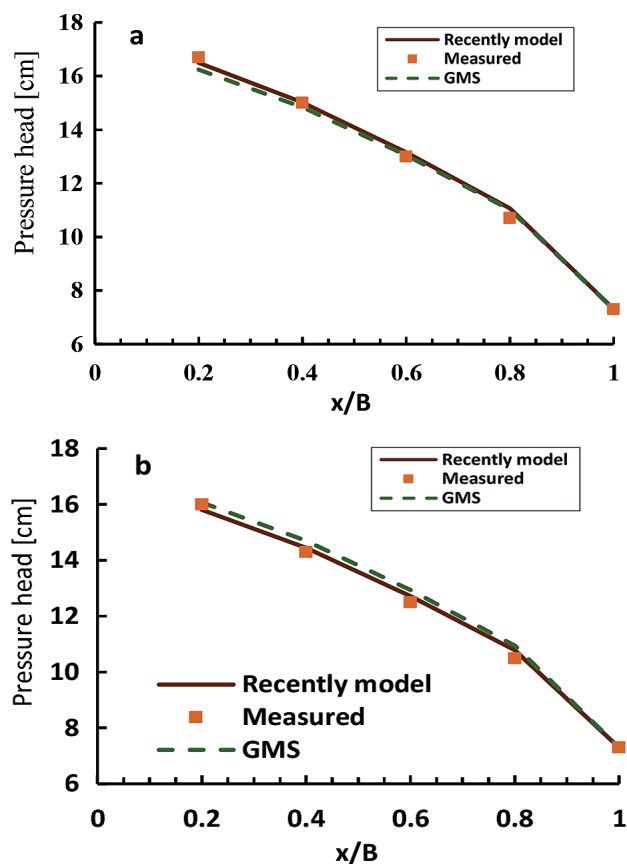 a
Recently model
Measured
GMS
Pressure head [cm]
18
16
14
12
10
8
6
0 0.2 0.4 0.6 0.8 1
x/B
b
Recently model
Measured
GMS
Pressure head [cm]
18
16
14
12
10
8
6
Recently model
Measured
GMS
0 0.2 0.4 0.6 0.8 1
x/B